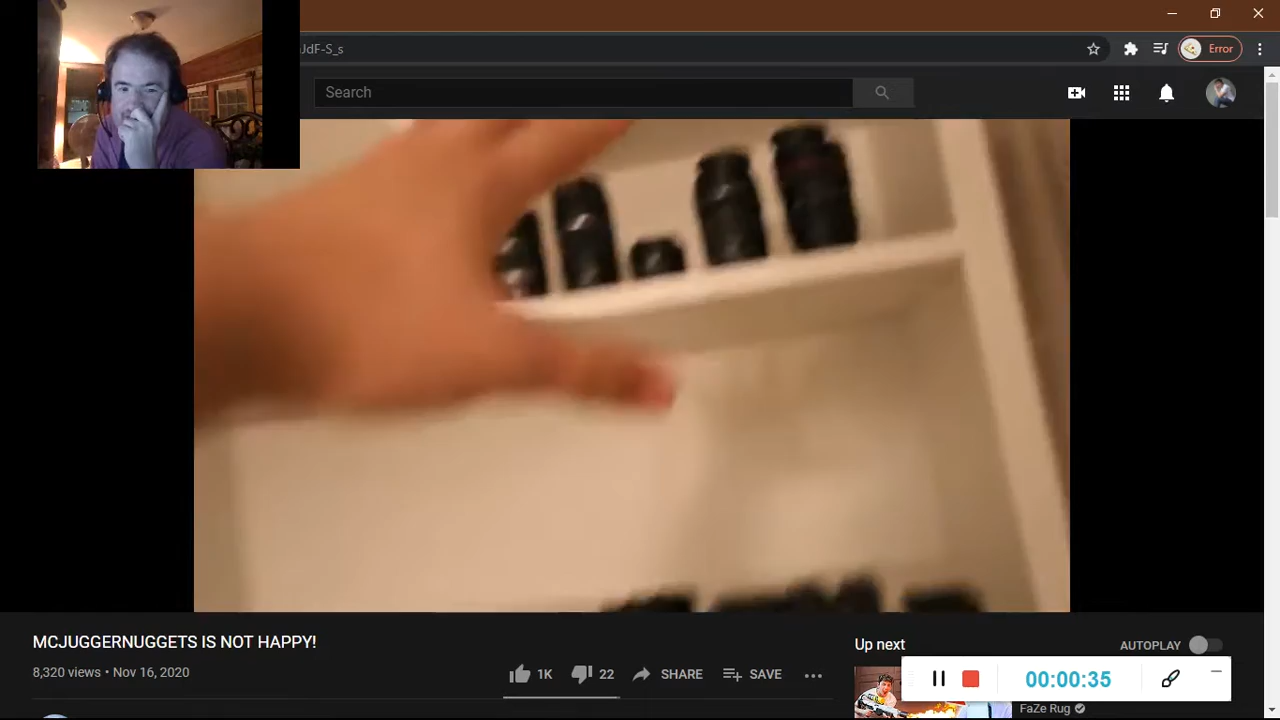 JdF-S_s
Error
Search
MCJUGGERNUGGETS IS NOT HAPPY!
8,320 views • Nov 16, 2020
1K
22
SHARE
SAVE
Up next
AUTOPLAY
00:00:35
FaZe Rug